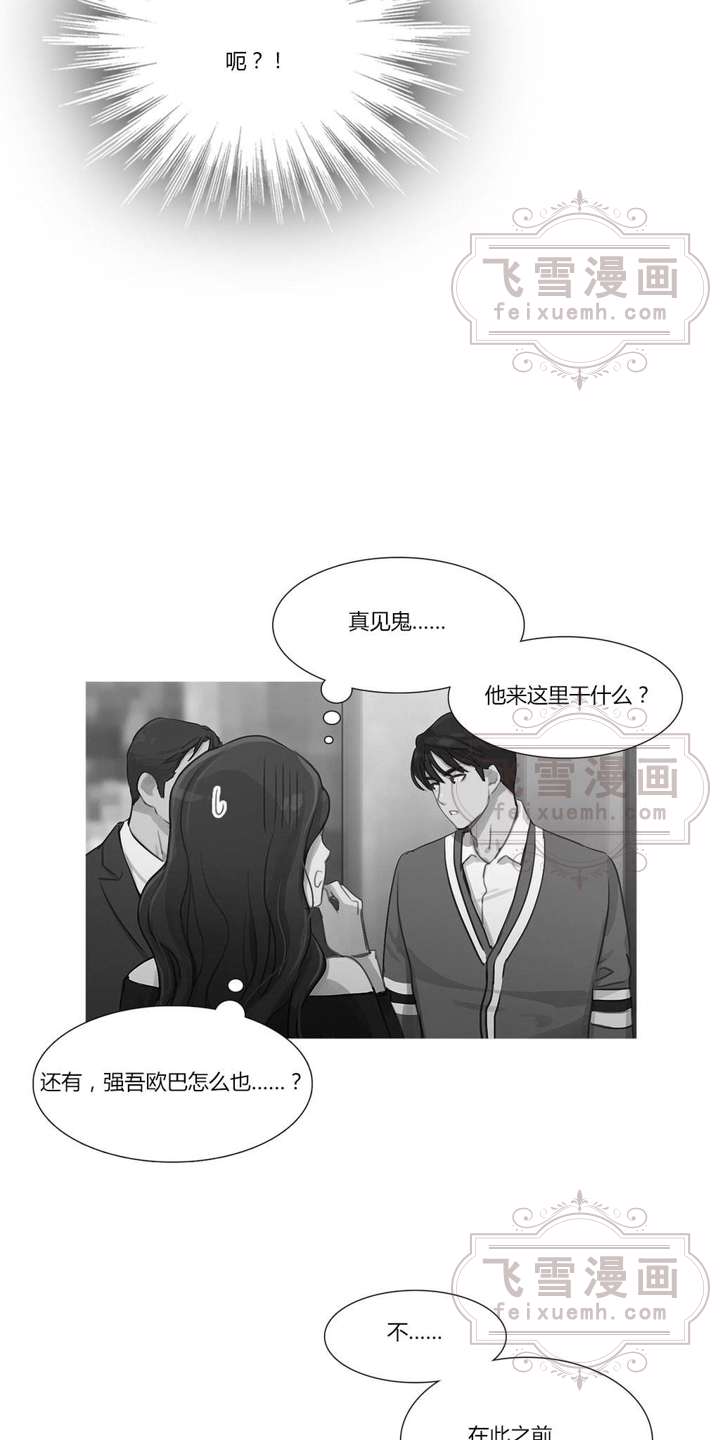 呃？！
飞雪漫画
feixuemh.com
真见鬼……
他来这里干什么？
飞雪漫画
feixuemh.com
还有，强吾欧巴怎么也……？
飞雪漫画
feixuemh.com
不……
在此之前